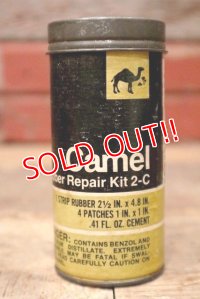 SOLD OUT!!
Camel
er Repair Kit 2-C
STRIP RUBBER 2½ IN. x 4.8 IN.
4 PATCHES 1 IN. x 1 IN.
.41 FL. OZ. CEMENT
CONTAINS BENZOL AND
DISTILLATE. EXTREMELY
MAY BE FATAL IF SWAL
CAREFULLY CAUTION ON